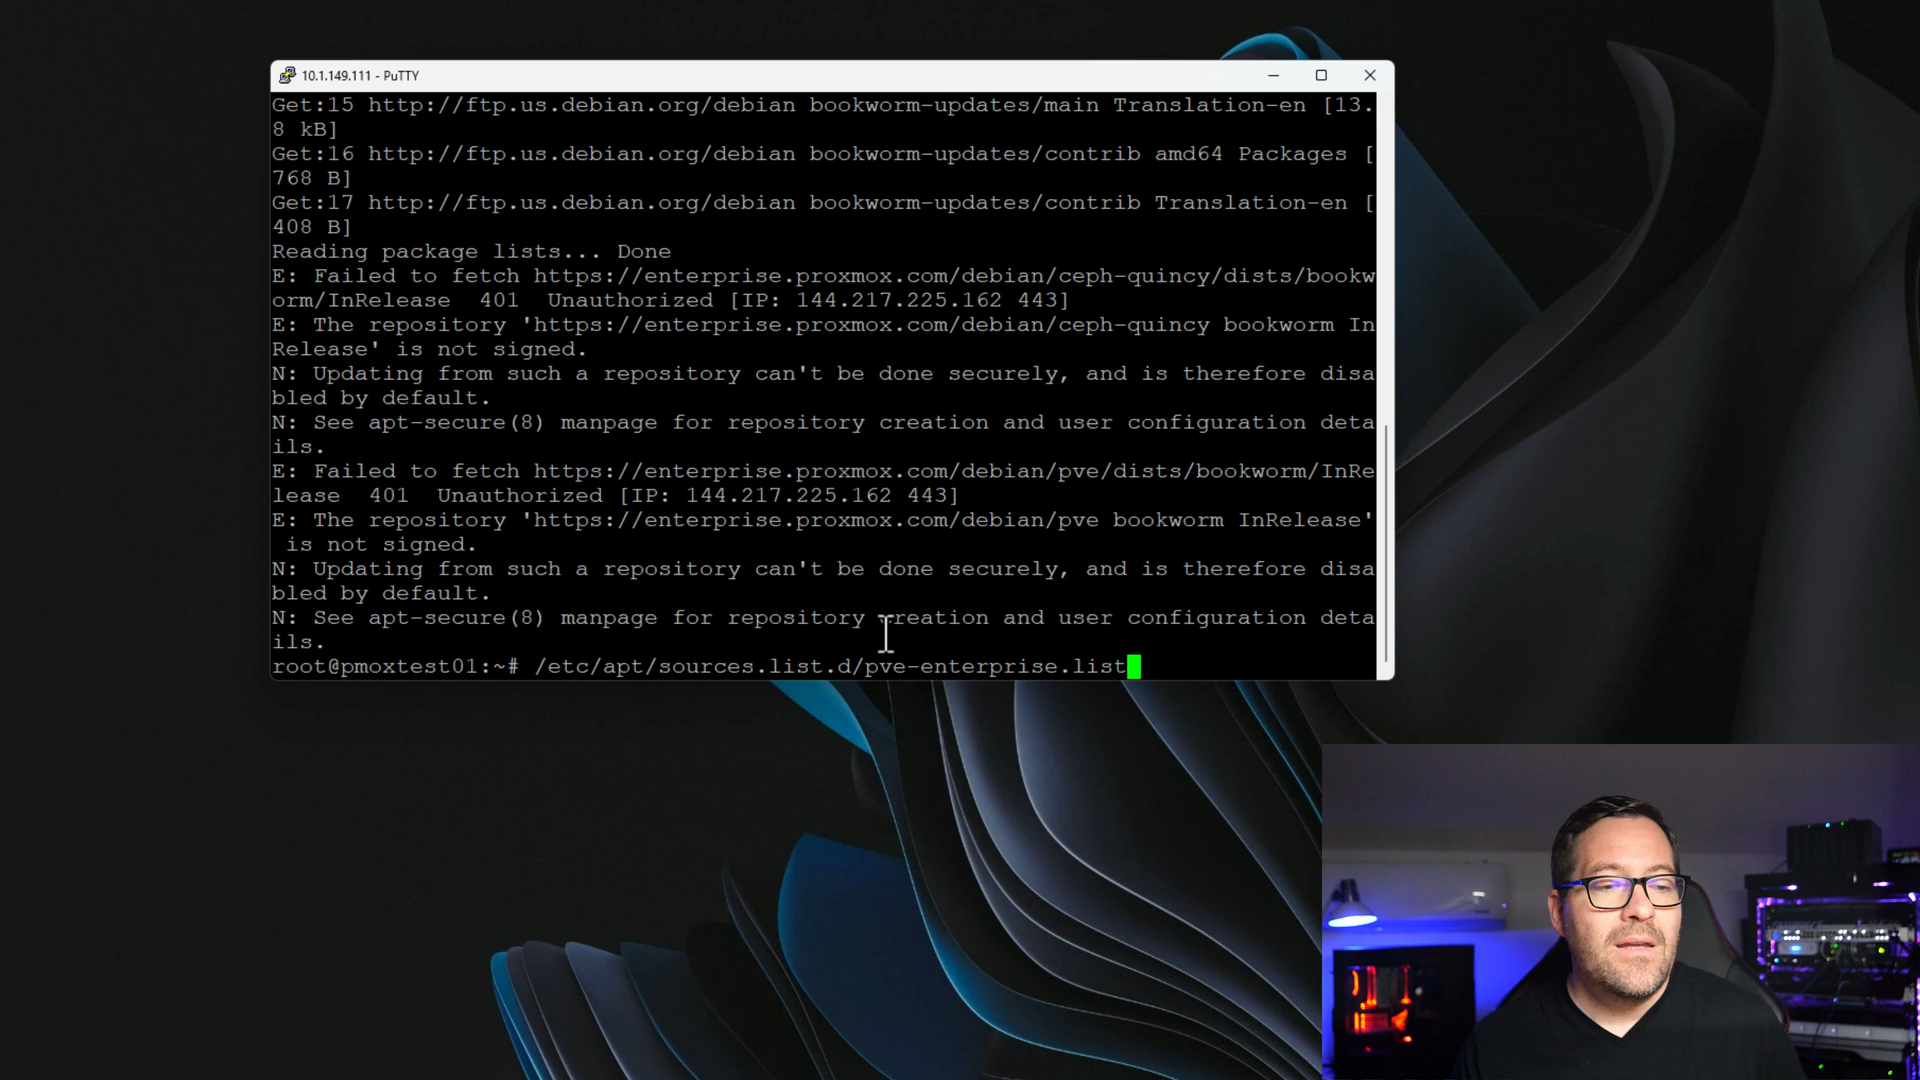 10.1.149.111 - PuTTY
Get:15 http://ftp.us.debian.org/debian bookworm-updates/main Translation-en [13.
8 kB]
Get:16 http://ftp.us.debian.org/debian bookworm-updates/contrib amd64 Packages [
768 B]
Get:17 http://ftp.us.debian.org/debian bookworm-updates/contrib Translation-en [
408 B]
Reading package lists... Done
E: Failed to fetch https://enterprise.proxmox.com/debian/ceph-quincy/dists/bookw
orm/InRelease  401  Unauthorized [IP: 144.217.225.162 443]
E: The repository 'https://enterprise.proxmox.com/debian/ceph-quincy bookworm In
Release' is not signed.
N: Updating from such a repository can't be done securely, and is therefore disa
bled by default.
N: See apt-secure(8) manpage for repository creation and user configuration deta
ils.
E: Failed to fetch https://enterprise.proxmox.com/debian/pve/dists/bookworm/InRe
lease  401  Unauthorized [IP: 144.217.225.162 443]
E: The repository 'https://enterprise.proxmox.com/debian/pve bookworm InRelease'
 is not signed.
N: Updating from such a repository can't be done securely, and is therefore disa
bled by default.
N: See apt-secure(8) manpage for repository creation and user configuration deta
ils.
root@pmoxtest01:~# /etc/apt/sources.list.d/pve-enterprise.list